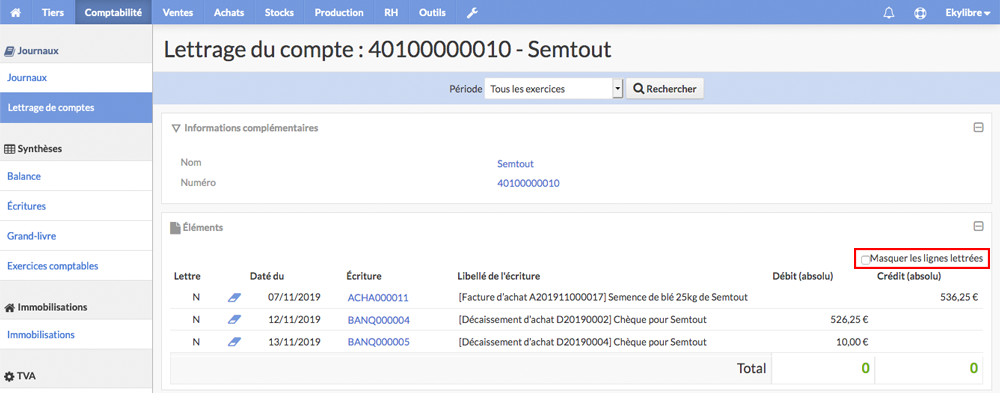 Tiers Comptabilité Ventes Achats Stocks Production RH Outils Ekylibre
Journaux
Journaux
Lettrage de comptes
Synthèses
Balance
Écritures
Grand-livre
Exercices comptables
Immobilisations
Immobilisations
TVA
Lettrage du compte : 40100000010 - Semtout
Période Tous les exercices Rechercher
Informations complémentaires
Nom Semtout
Numéro 40100000010
Éléments
Masquer les lignes lettrées
Lettre Daté du Écriture Libellé de l'écriture Débit (absolu) Crédit (absolu)
N 07/11/2019 ACHA000011 [Facture d'achat A201911000017] Semence de blé 25kg de Semtout 536,25 €
N 12/11/2019 BANQ000004 [Décaissement d'achat D20190002] Chèque pour Semtout 526,25 €
N 13/11/2019 BANQ000005 [Décaissement d'achat D20190004] Chèque pour Semtout 10,00 €
Total 0 0